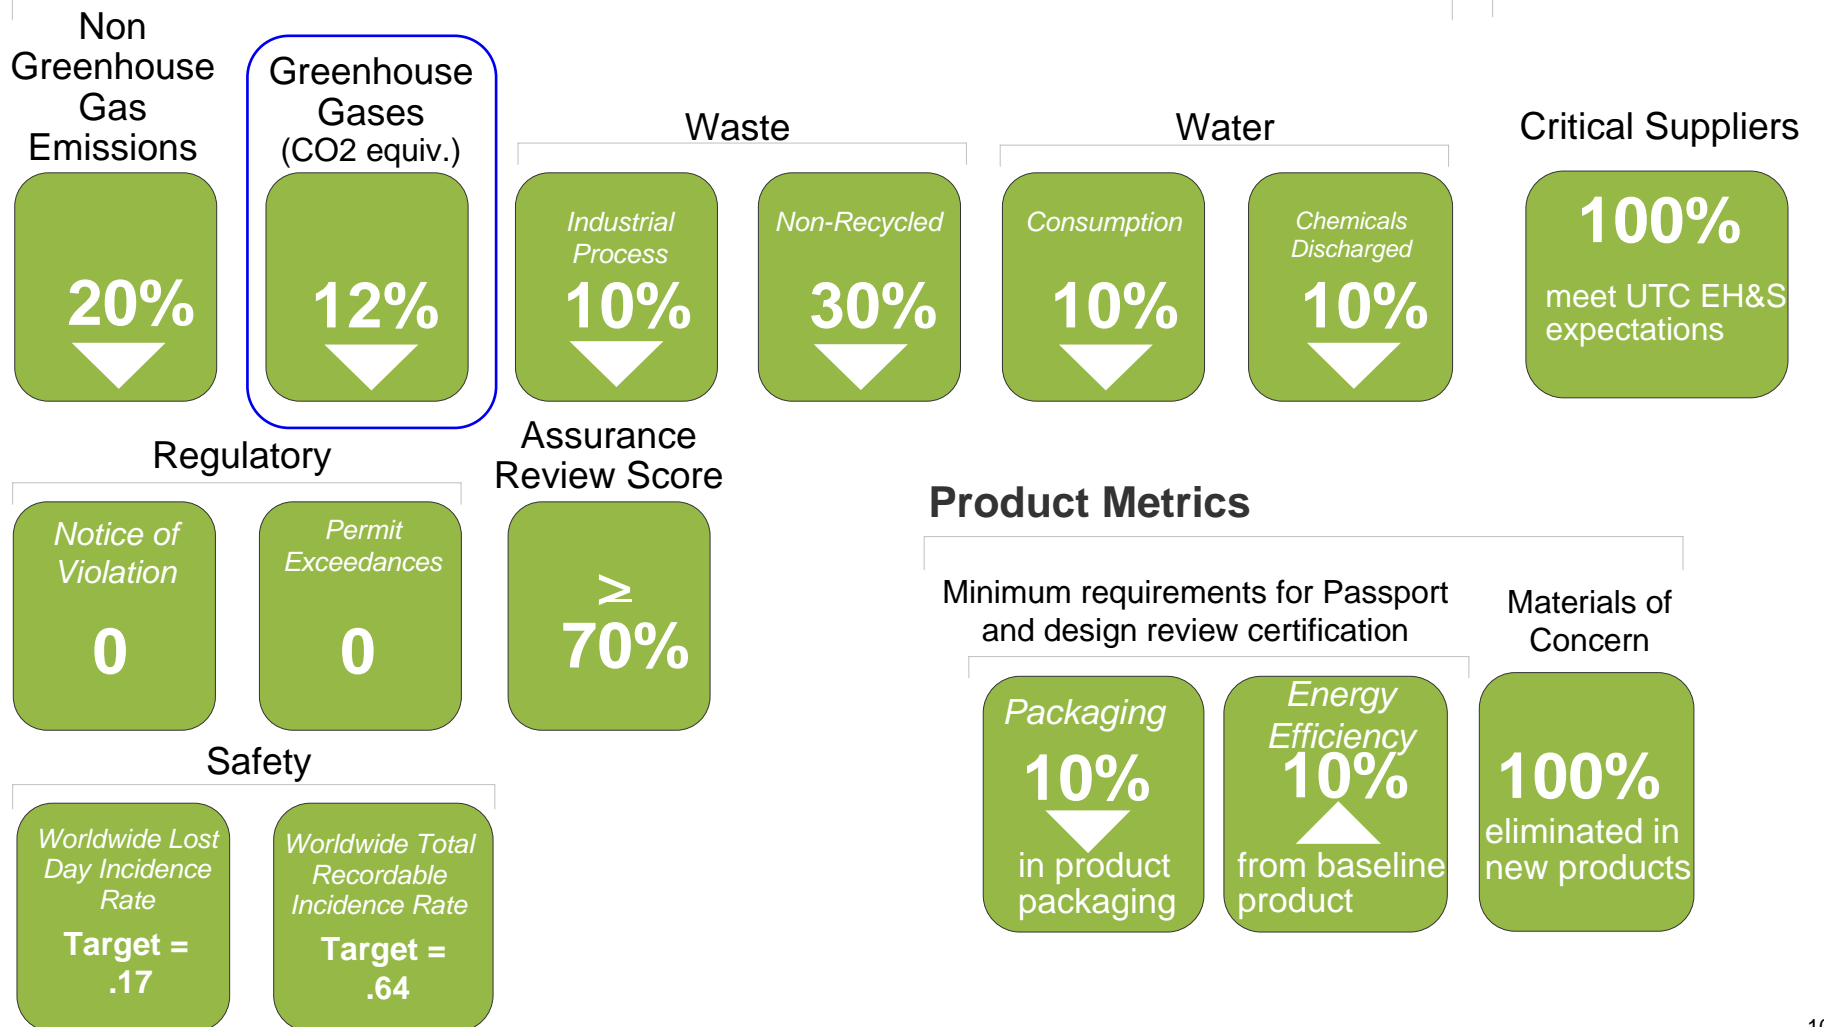 Non
Greenhouse
Gas
Emissions
Greenhouse
Gases
(CO2 equiv.)
Waste
Water
Critical Suppliers
20%
12%
Industrial
Process
10%
Non-Recycled
30%
Consumption
10%
Chemicals
Discharged
10%
100%
meet UTC EH&S
expectations
Regulatory
Assurance
Review Score
Notice of
Violation
0
Permit
Exceedances
0
≥
70%
Product Metrics
Minimum requirements for Passport
and design review certification
Materials of
Concern
Packaging
10%
in product
packaging
Energy
Efficiency
10%
from baseline
product
100%
eliminated in
new products
Safety
Worldwide Lost
Day Incidence
Rate
Target =
.17
Worldwide Total
Recordable
Incidence Rate
Target =
.64